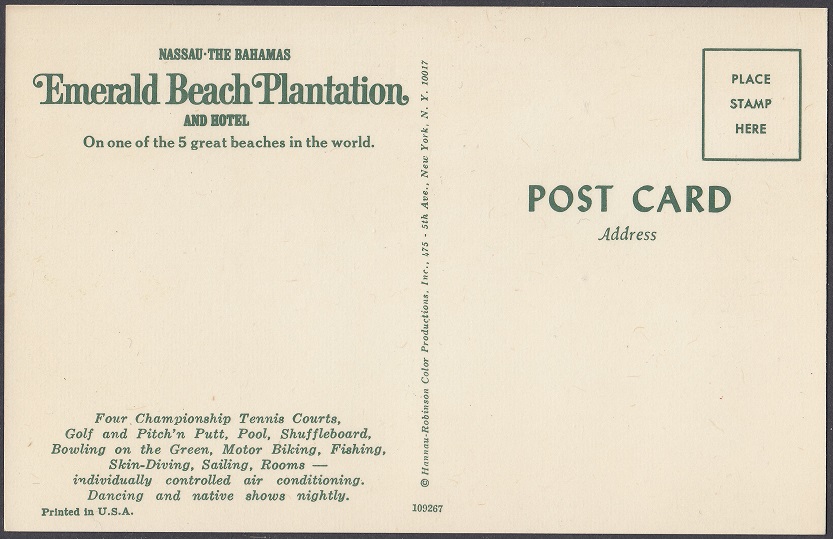 NASSAU·THE BAHAMAS
Emerald Beach Plantation
AND HOTEL
On one of the 5 great beaches in the world.
Four Championship Tennis Courts,
Golf and Pitch'n Putt, Pool, Shuffleboard,
Bowling on the Green, Motor Biking, Fishing,
Skin-Diving, Sailing, Rooms —
individually controlled air conditioning.
Dancing and native shows nightly.
Printed in U.S.A.
© Hannau-Robinson Color Productions, Inc., 475 - 5th Ave., New York, N. Y. 10017
109267
PLACE
STAMP
HERE
POST CARD
Address